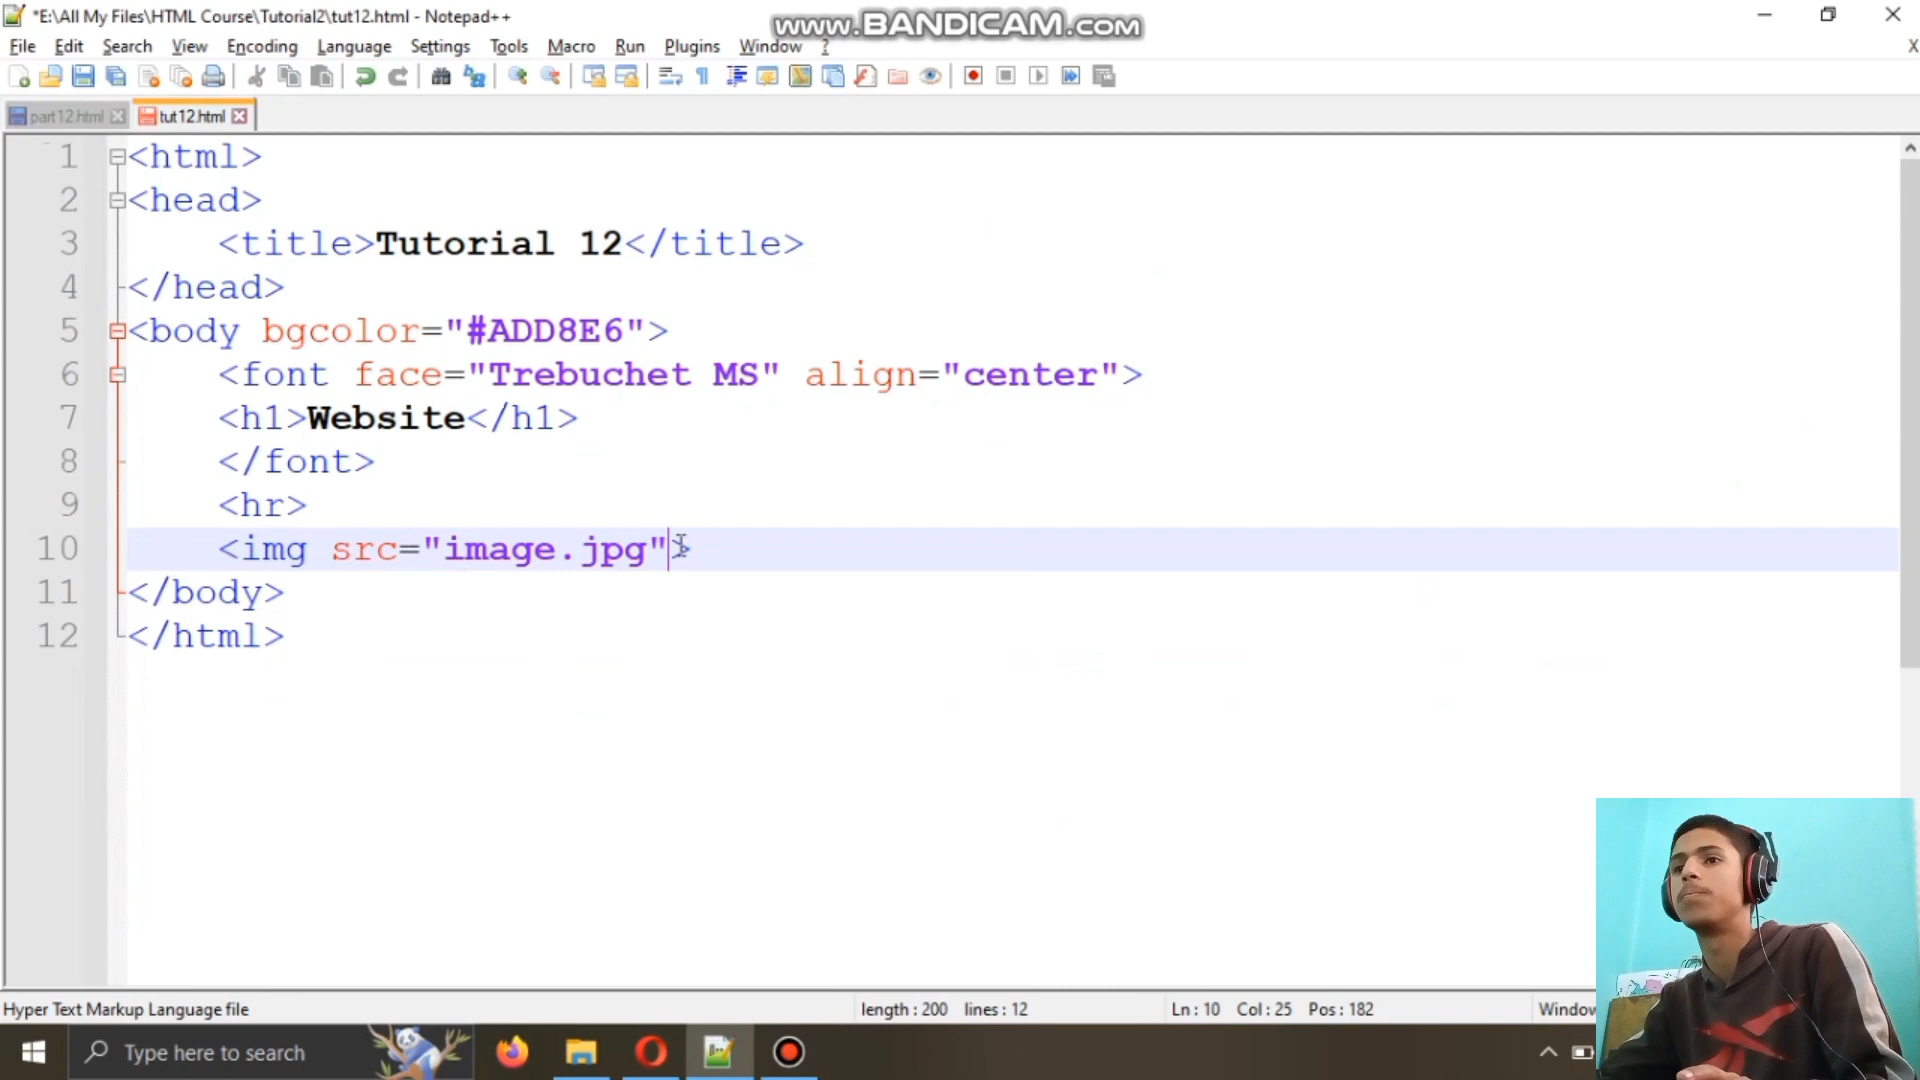 *E:\All My Files\HTML Course\Tutorial2\tut12.html - Notepad++
www.BANDICAM.com
File Edit Search View Encoding Language Settings Tools Macro Run Plugins Window ? X
part12.html tut12.html
1 <html>
2 <head>
3 <title>Tutorial 12</title>
4 </head>
5 <body bgcolor="#ADD8E6">
6 <font face="Trebuchet MS" align="center">
7 <h1>Website</h1>
8 </font>
9 <hr>
10 <img src="image.jpg">
11 </body>
12 </html>
Hyper Text Markup Language file length : 200 lines : 12 Ln : 10 Col : 25 Pos : 182 Window
Type here to search